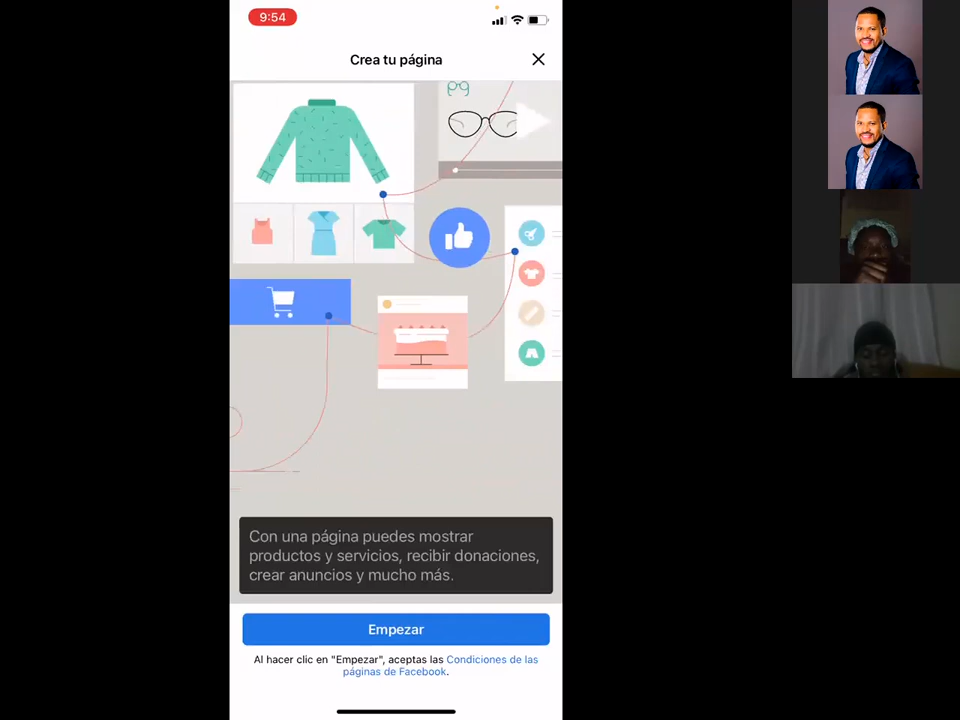 9:54
Crea tu página
Con una página puedes mostrar
productos y servicios, recibir donaciones,
crear anuncios y mucho más.
Empezar
Al hacer clic en "Empezar", aceptas las Condiciones de las
páginas de Facebook.